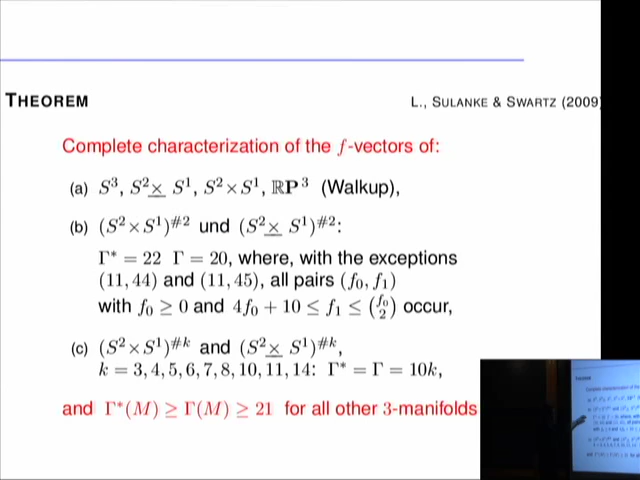 THEOREM L., SULANKE & SWARTZ (2009)
Complete characterization of the f-vectors of:
(a) S³, S²×̲ S¹, S²×S¹, ℝP³ (Walkup),
(b) (S²×S¹)^#2 und (S²×̲ S¹)^#2:
Γ* = 22 Γ = 20, where, with the exceptions
(11, 44) and (11, 45), all pairs (f₀, f₁)
with f₀ ≥ 0 and 4f₀ + 10 ≤ f₁ ≤ (f₀ 2) occur,
(c) (S²×S¹)^#k and (S²×̲ S¹)^#k,
k = 3, 4, 5, 6, 7, 8, 10, 11, 14: Γ* = Γ = 10k,
and Γ*(M) ≥ Γ(M) ≥ 21 for all other 3-manifolds